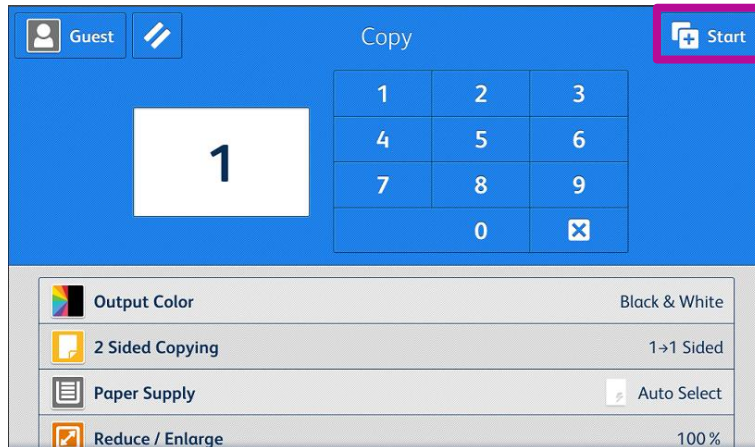 Guest
Copy
Start
1
1 2 3
4 5 6
7 8 9
0
Output Color Black & White
2 Sided Copying 1→1 Sided
Paper Supply Auto Select
Reduce / Enlarge 100 %